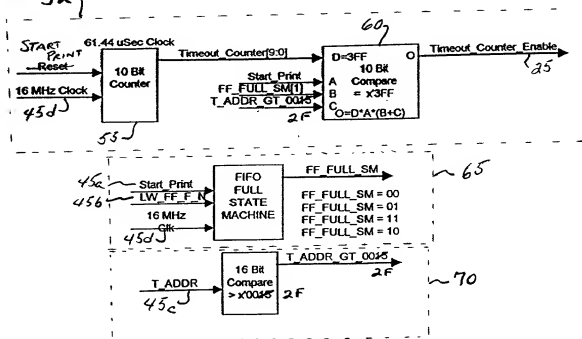 START
PRINT
Reset
61.44 uSec Clock
10 Bit
Counter
16 MHz Clock
45d
55
Timeout_Counter[9:0]
60
Start_Print
FF_FULL_SM[1]
T_ADDR_GT_0015
2F
D=3FF O
10 Bit
A Compare
B = x'3FF
C
O=D*A*(B+C)
Timeout_Counter_Enable
25
45a
Start_Print
45b
LW_FF_F_N
16 MHz
Clk
45d
FIFO
FULL
STATE
MACHINE
FF_FULL_SM
FF_FULL_SM = 00
FF_FULL_SM = 01
FF_FULL_SM = 11
FF_FULL_SM = 10
65
T_ADDR
45c
16 Bit
Compare
> x'0015
2F
T_ADDR_GT_0015
2F
70